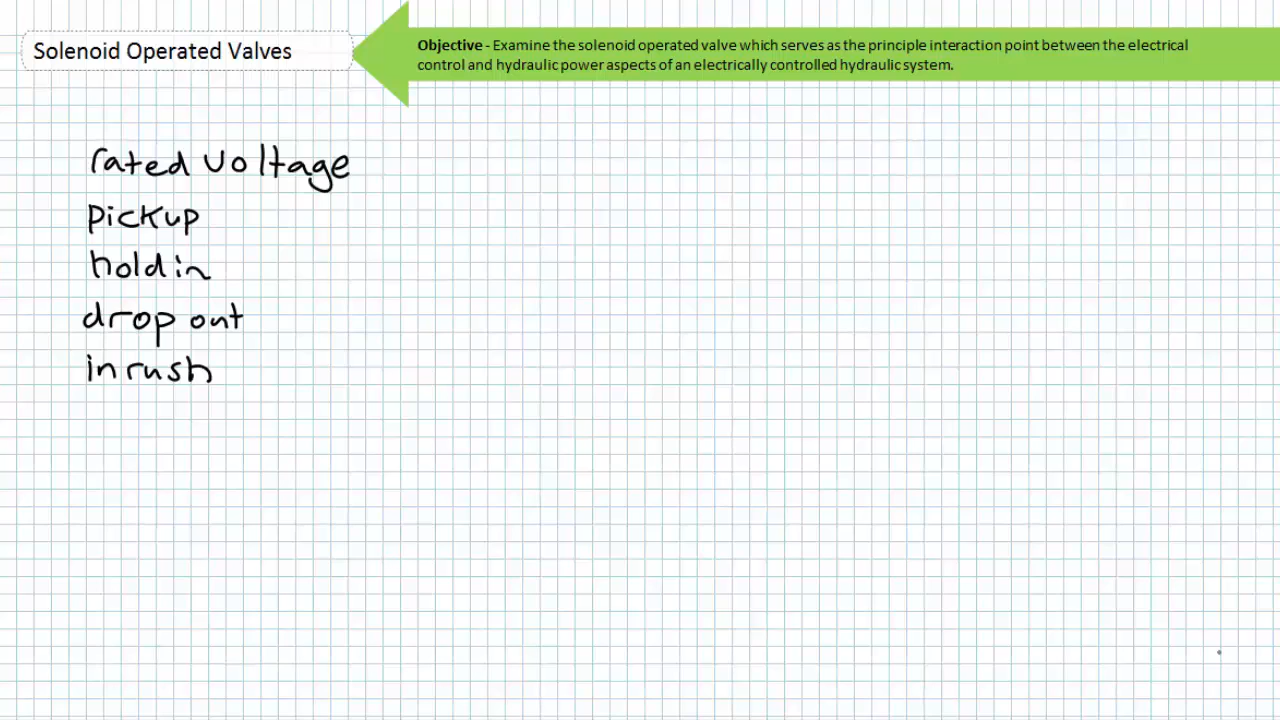 Solenoid Operated Valves
Objective - Examine the solenoid operated valve which serves as the principle interaction point between the electrical
control and hydraulic power aspects of an electrically controlled hydraulic system.
rated voltage
pickup
hold in
drop out
inrush